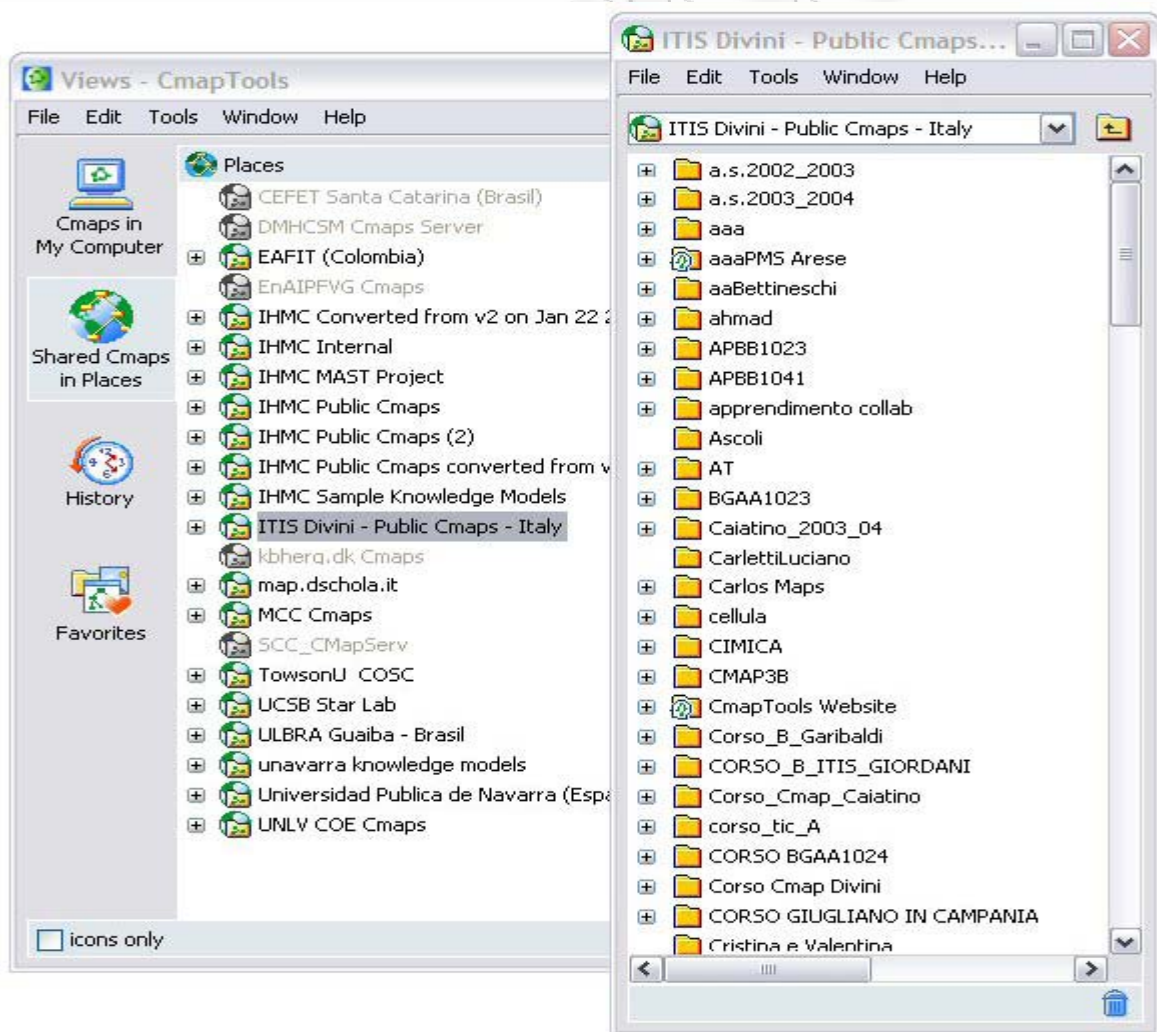 Views - CmapTools
File Edit Tools Window Help
Cmaps in
My Computer
Shared Cmaps
in Places
History
Favorites
Places
CEFET Santa Catarina (Brasil)
DMHCSM Cmaps Server
EAFIT (Colombia)
EnAIPFVG Cmaps
IHMC Converted from v2 on Jan 22 2
IHMC Internal
IHMC MAST Project
IHMC Public Cmaps
IHMC Public Cmaps (2)
IHMC Public Cmaps converted from v
IHMC Sample Knowledge Models
ITIS Divini - Public Cmaps - Italy
kbherg.dk Cmaps
map.dschola.it
MCC Cmaps
SCC_CMapServ
TowsonU COSC
UCSB Star Lab
ULBRA Guaiba - Brasil
unavarra knowledge models
Universidad Publica de Navarra (Espa
UNLV COE Cmaps
icons only
ITIS Divini - Public Cmaps...
File Edit Tools Window Help
ITIS Divini - Public Cmaps - Italy
a.s.2002_2003
a.s.2003_2004
aaa
aaaPMS Arese
aaBettineschi
ahmad
APBB1023
APBB1041
apprendimento collab
Ascoli
AT
BGAA1023
Caiatino_2003_04
CarlettiLuciano
Carlos Maps
cellula
CIMICA
CMAP3B
CmapTools Website
Corso_B_Garibaldi
CORSO_B_ITIS_GIORDANI
Corso_Cmap_Caiatino
corso_tic_A
CORSO BGAA1024
Corso Cmap Divini
CORSO GIUGLIANO IN CAMPANIA
Cristina e Valentina